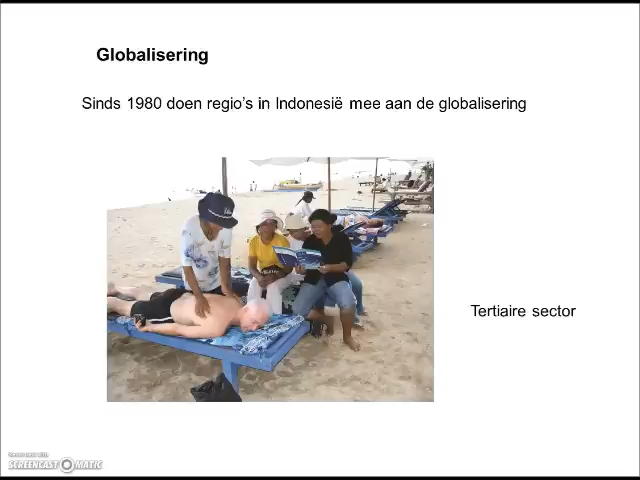 Globalisering
Sinds 1980 doen regio's in Indonesië mee aan de globalisering
Tertiaire sector
SCREENCAST-O-MATIC